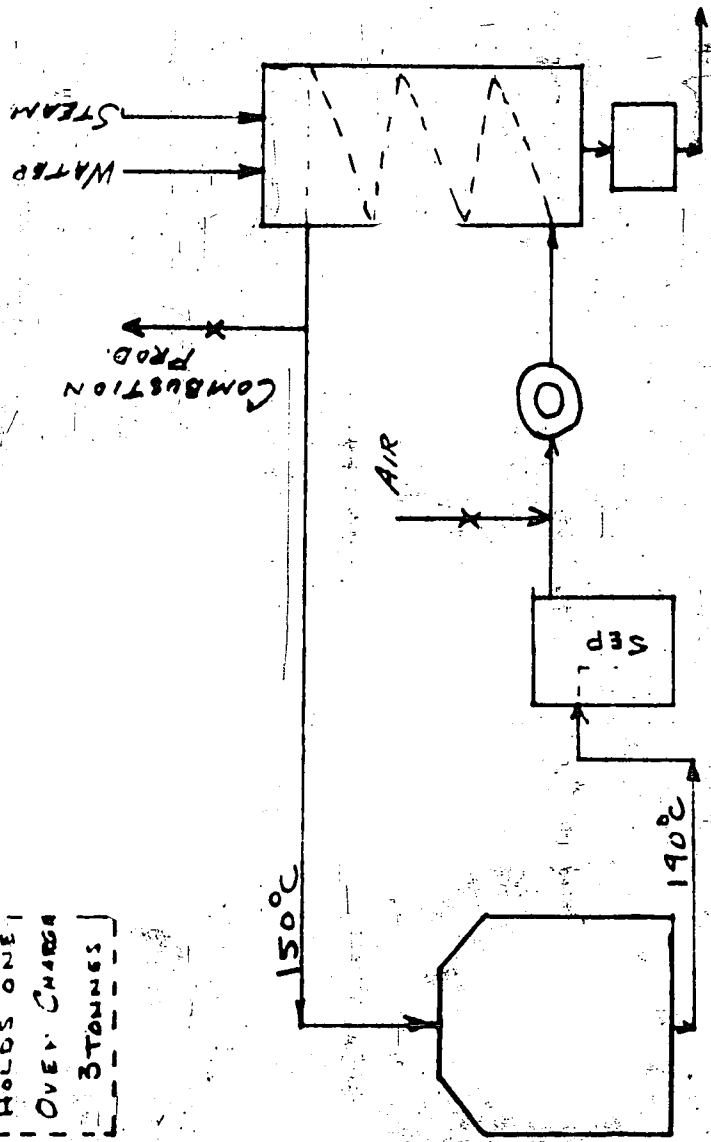 STEAM
WATER
COMBUSTION
PROD.
AIR
SEP
150°C
190°C
HOLDS ONE
OVEN CHARGE
3 TONNES